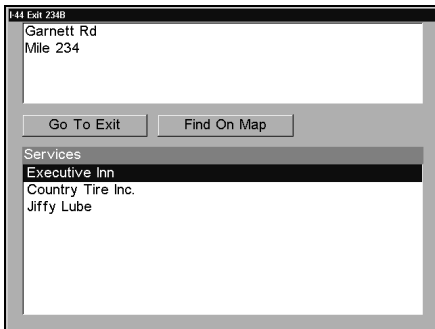 I-44 Exit 234B
Garnett Rd
Mile 234
Go To Exit
Find On Map
Services
Executive Inn
Country Tire Inc.
Jiffy Lube